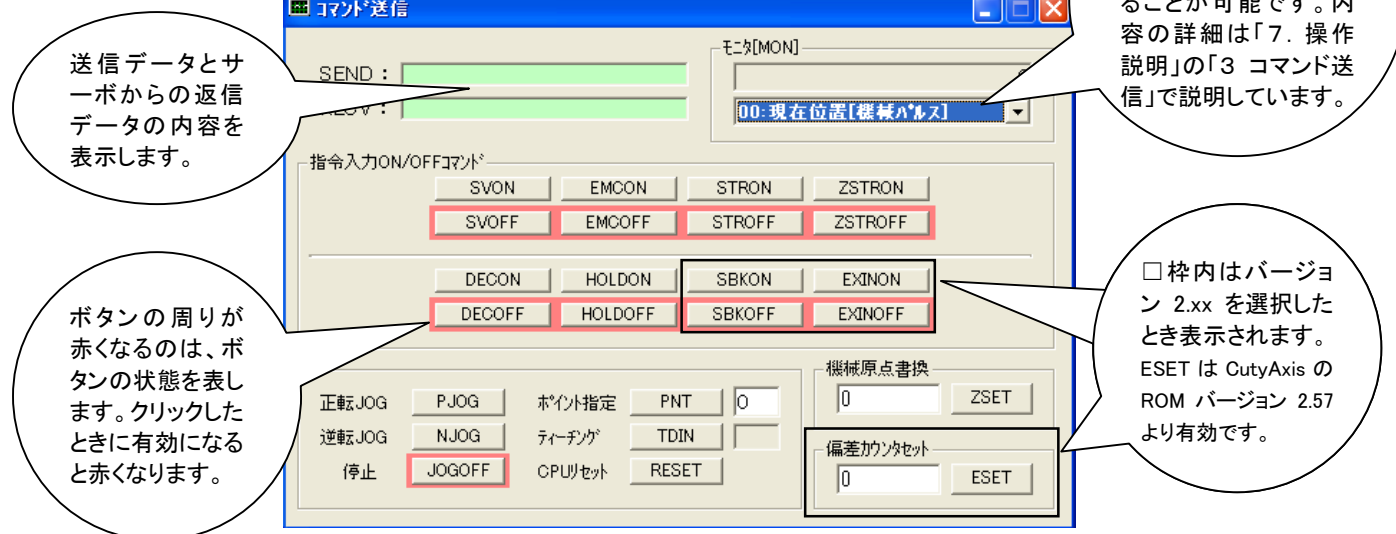 コマンド送信
ることが可能です。内
容の詳細は「7. 操作
説明」の「3 コマンド送
信」で説明しています。
送信データとサ
ーボからの返信
データの内容を
表示します。
SEND :
モニタ[MON]
00:現在位置[機械パルス]
指令入力ON/OFFコマンド
SVON EMCON STRON ZSTRON
SVOFF EMCOFF STROFF ZSTROFF
DECON HOLDON SBKON EXINON
DECOFF HOLDOFF SBKOFF EXINOFF
ボタンの周りが
赤くなるのは、ボ
タンの状態を表し
ます。クリックした
ときに有効になる
と赤くなります。
□枠内はバージョ
ン 2.xx を選択した
とき表示されます。
ESET は CutyAxis の
ROM バージョン 2.57
より有効です。
正転JOG PJOG ポイント指定 PNT 0
逆転JOG NJOG ティーチング TDIN
停止 JOGOFF CPUリセット RESET
機械原点書換
0 ZSET
偏差カウンタセット
0 ESET